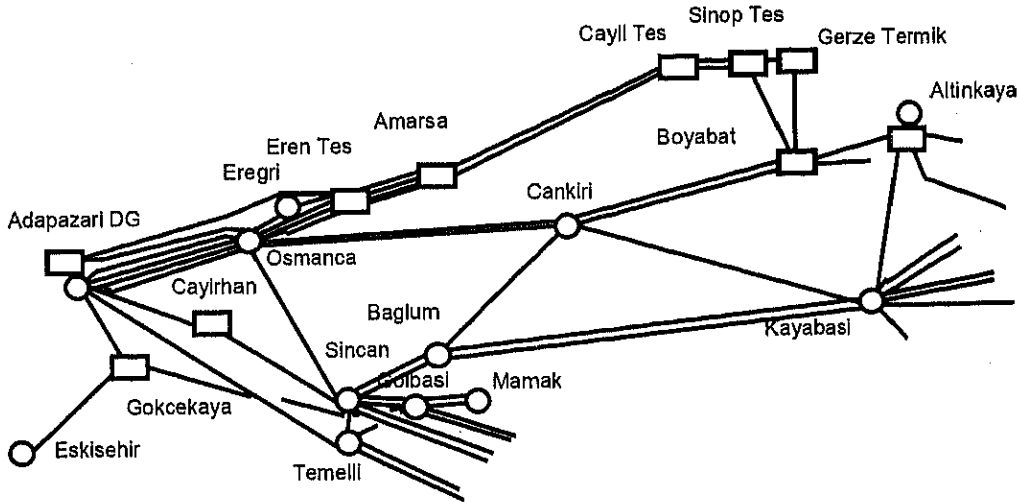 Sinop Tes
Cayli Tes
Gerze Termik
Altinkaya
Amarsa
Boyabat
Eren Tes
Eregri
Cankiri
Adapazari DG
Osmanca
Cayirhan
Baglum
Kayabasi
Sincan
Golbasi
Mamak
Gokcekaya
Eskisehir
Temelli